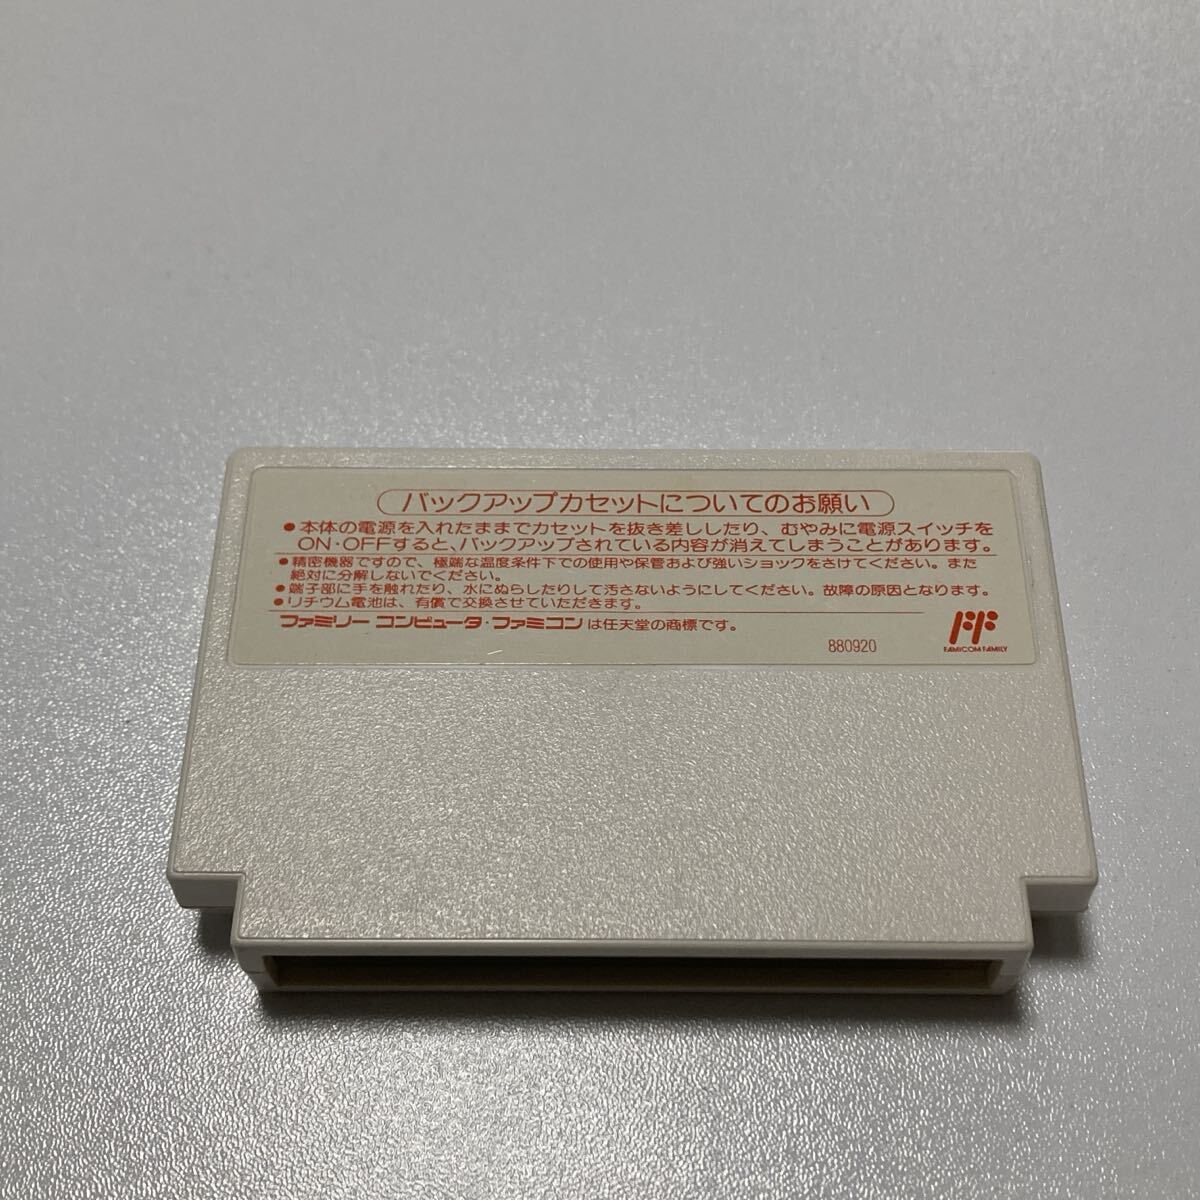 バックアップカセットについてのお願い
●本体の電源を入れたままでカセットを抜き差ししたり、むやみに電源スイッチを
ON・OFFすると、バックアップされている内容が消えてしまうことがあります。
●精密機器ですので、極端な温度条件下での使用や保管および強いショックをさけてください。また
絶対に分解しないでください。
●端子部に手を触れたり、水にぬらしたりして汚さないようにしてください。故障の原因となります。
●リチウム電池は、有償で交換させていただきます。
ファミリー コンピュータ・ファミコン は任天堂の商標です。
880920
FAMICOM FAMILY